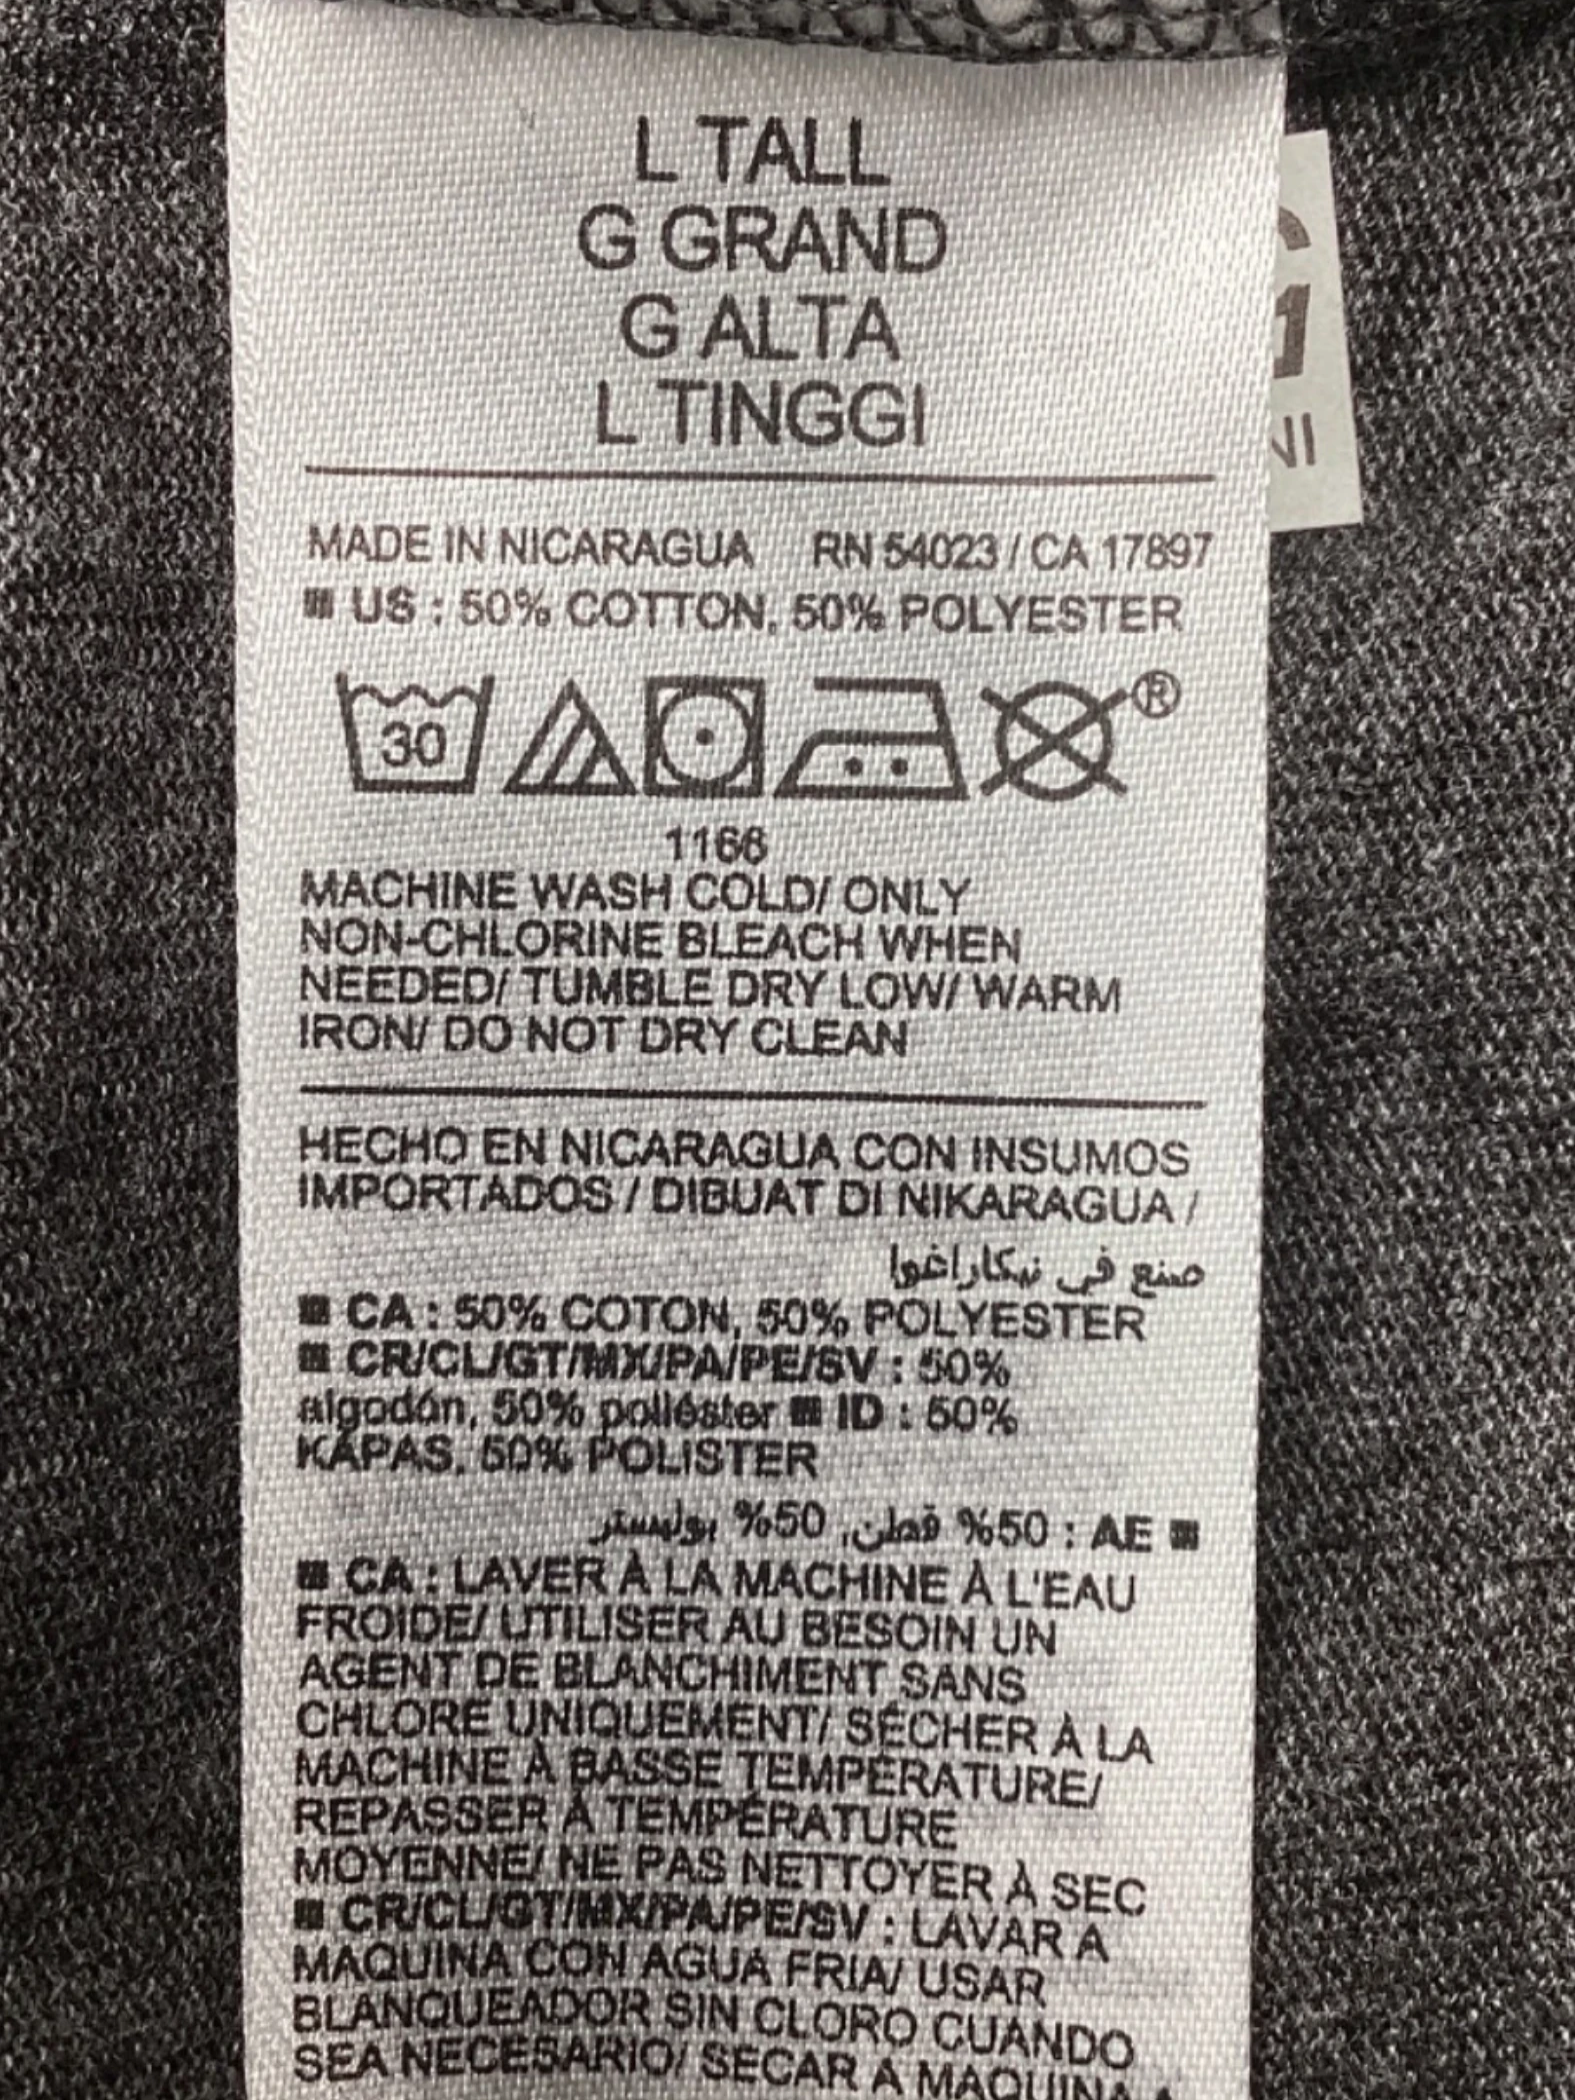 L TALL
G GRAND
G ALTA
L TINGGI
MADE IN NICARAGUA RN 54023 / CA 17897
US : 50% COTTON, 50% POLYESTER
30
®
1166
MACHINE WASH COLD/ ONLY
NON-CHLORINE BLEACH WHEN
NEEDED/ TUMBLE DRY LOW/ WARM
IRON/ DO NOT DRY CLEAN
HECHO EN NICARAGUA CON INSUMOS
IMPORTADOS / DIBUAT DI NIKARAGUA /
صنع في نيكاراغوا
CA : 50% COTON, 50% POLYESTER
CR/CL/GT/MX/PA/PE/SV : 50%
algodón, 50% poliéster ID : 50%
KAPAS, 50% POLISTER
AE : 50% قطن, 50% بوليستر
CA : LAVER À LA MACHINE À L'EAU
FROIDE/ UTILISER AU BESOIN UN
AGENT DE BLANCHIMENT SANS
CHLORE UNIQUEMENT/ SÉCHER À LA
MACHINE À BASSE TEMPÉRATURE/
REPASSER À TEMPÉRATURE
MOYENNE/ NE PAS NETTOYER À SEC
CR/CL/GT/MX/PA/PE/SV : LAVAR A
MAQUINA CON AGUA FRIA/ USAR
BLANQUEADOR SIN CLORO CUANDO
SEA NECESARIO/ SECAR A MAQUINA A